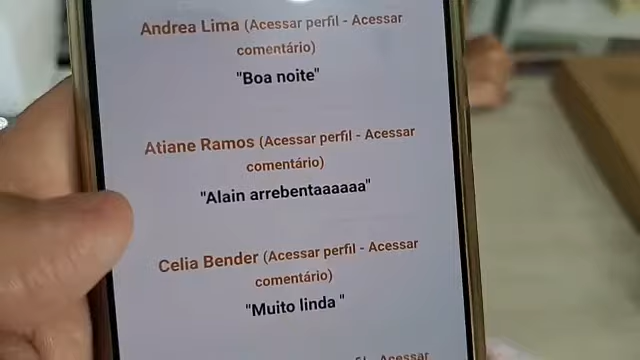 Andrea Lima (Acessar perfil - Acessar
comentário)
"Boa noite"
Atiane Ramos (Acessar perfil - Acessar
comentário)
"Alain arrebentaaaaaa"
Celia Bender (Acessar perfil - Acessar
comentário)
"Muito linda "
- Acessar